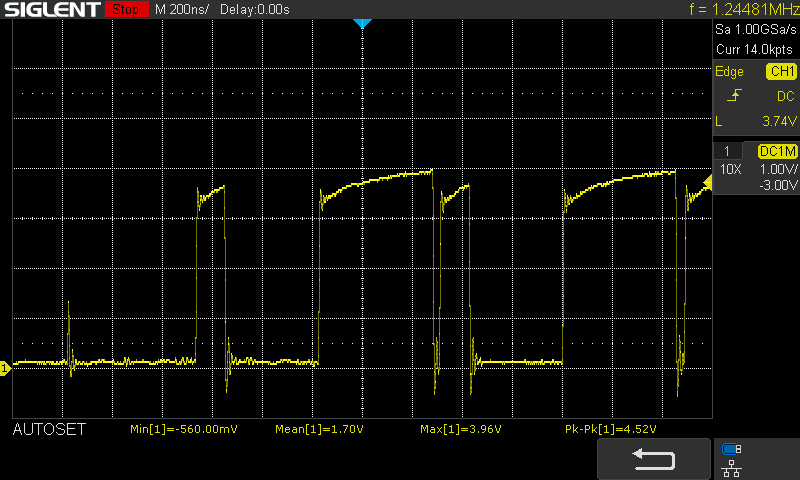 SIGLENT Stop M 200ns/ Delay:0.00s f = 1.24481MHz
Sa 1.00GSa/s
Curr 14.0kpts
Edge CH1
DC
L 3.74V
1 DC1M
10X 1.00V/
-3.00V
1
AUTOSET Min[1]=-560.00mV Mean[1]=1.70V Max[1]=3.96V Pk-Pk[1]=4.52V